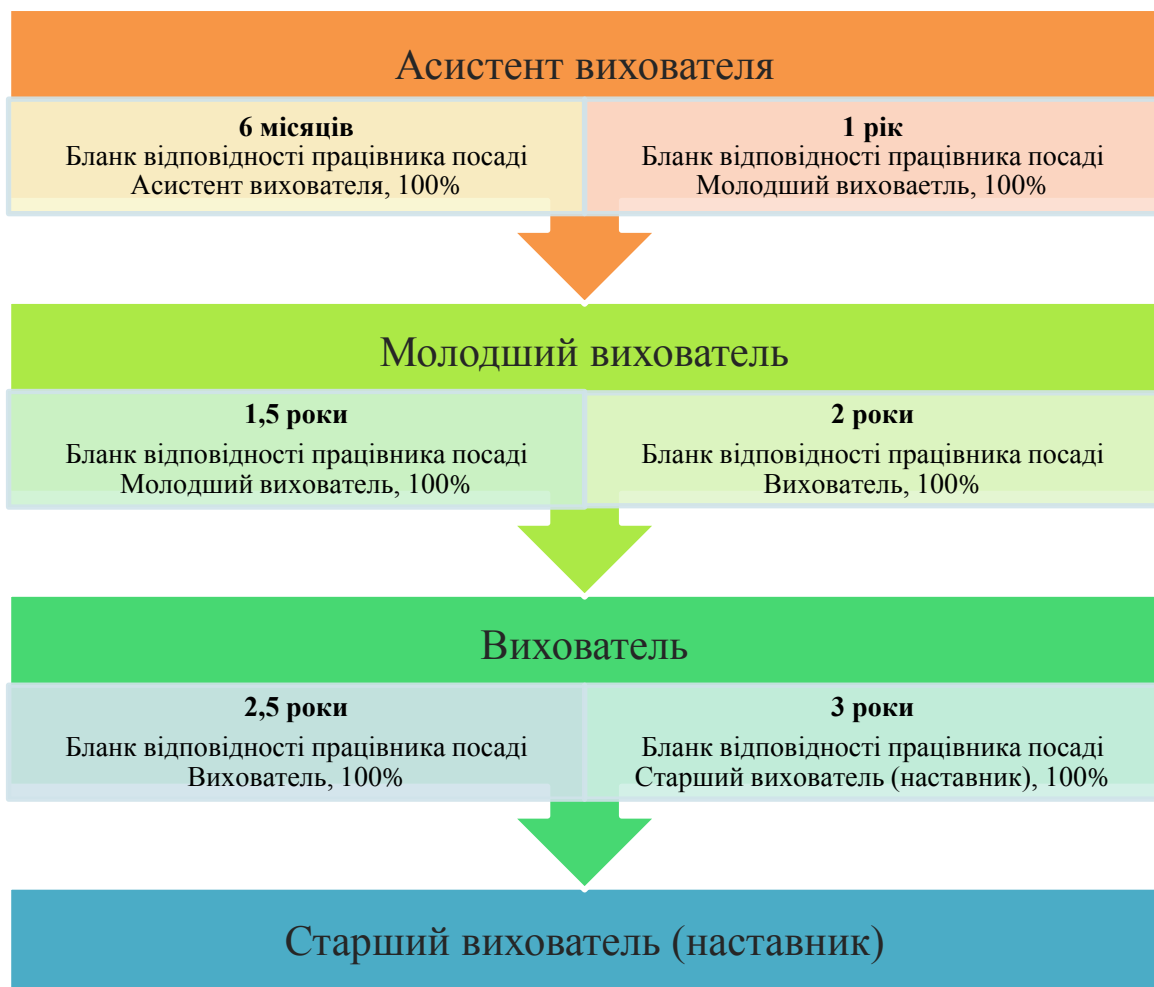 Асистент вихователя
6 місяців
Бланк відповідності працівника посаді
Асистент вихователя, 100%
1 рік
Бланк відповідності працівника посаді
Молодший виховаетль, 100%
Молодший вихователь
1,5 роки
Бланк відповідності працівника посаді
Молодший вихователь, 100%
2 роки
Бланк відповідності працівника посаді
Вихователь, 100%
Вихователь
2,5 роки
Бланк відповідності працівника посаді
Вихователь, 100%
3 роки
Бланк відповідності працівника посаді
Старший вихователь (наставник), 100%
Старший вихователь (наставник)